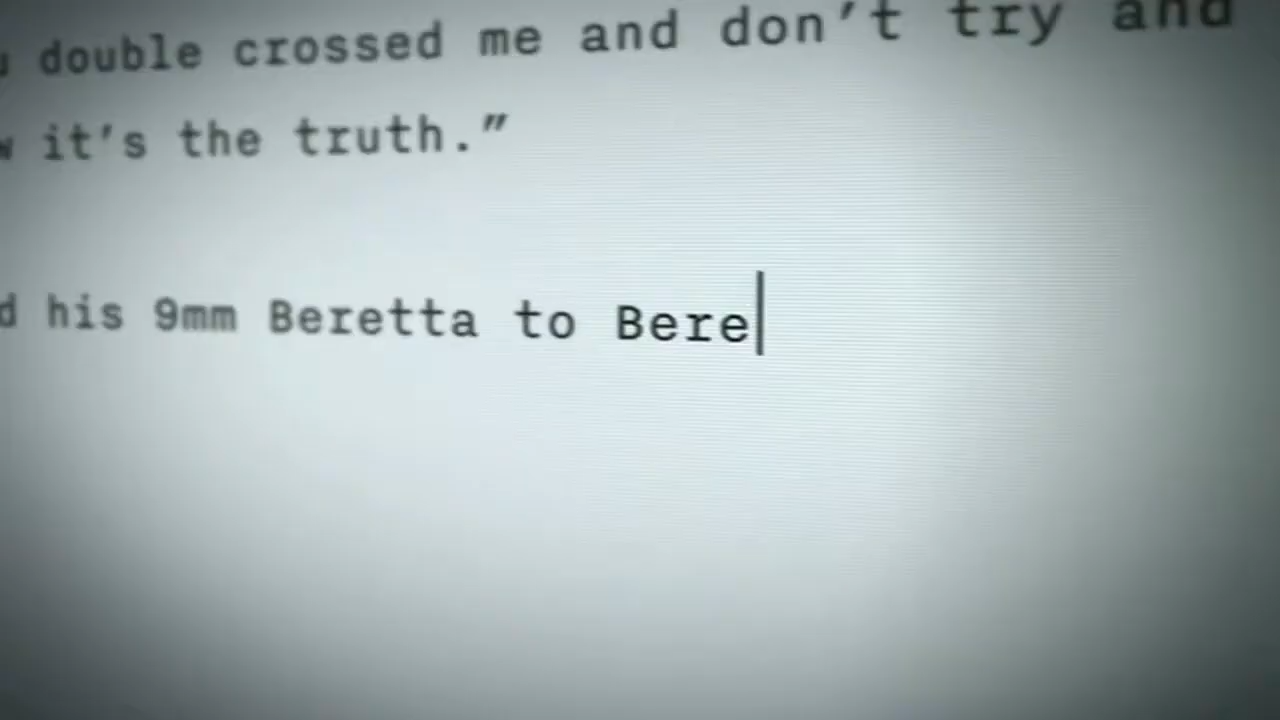 double crossed me and don’t try and
it’s the truth.”
his 9mm Beretta to Bere